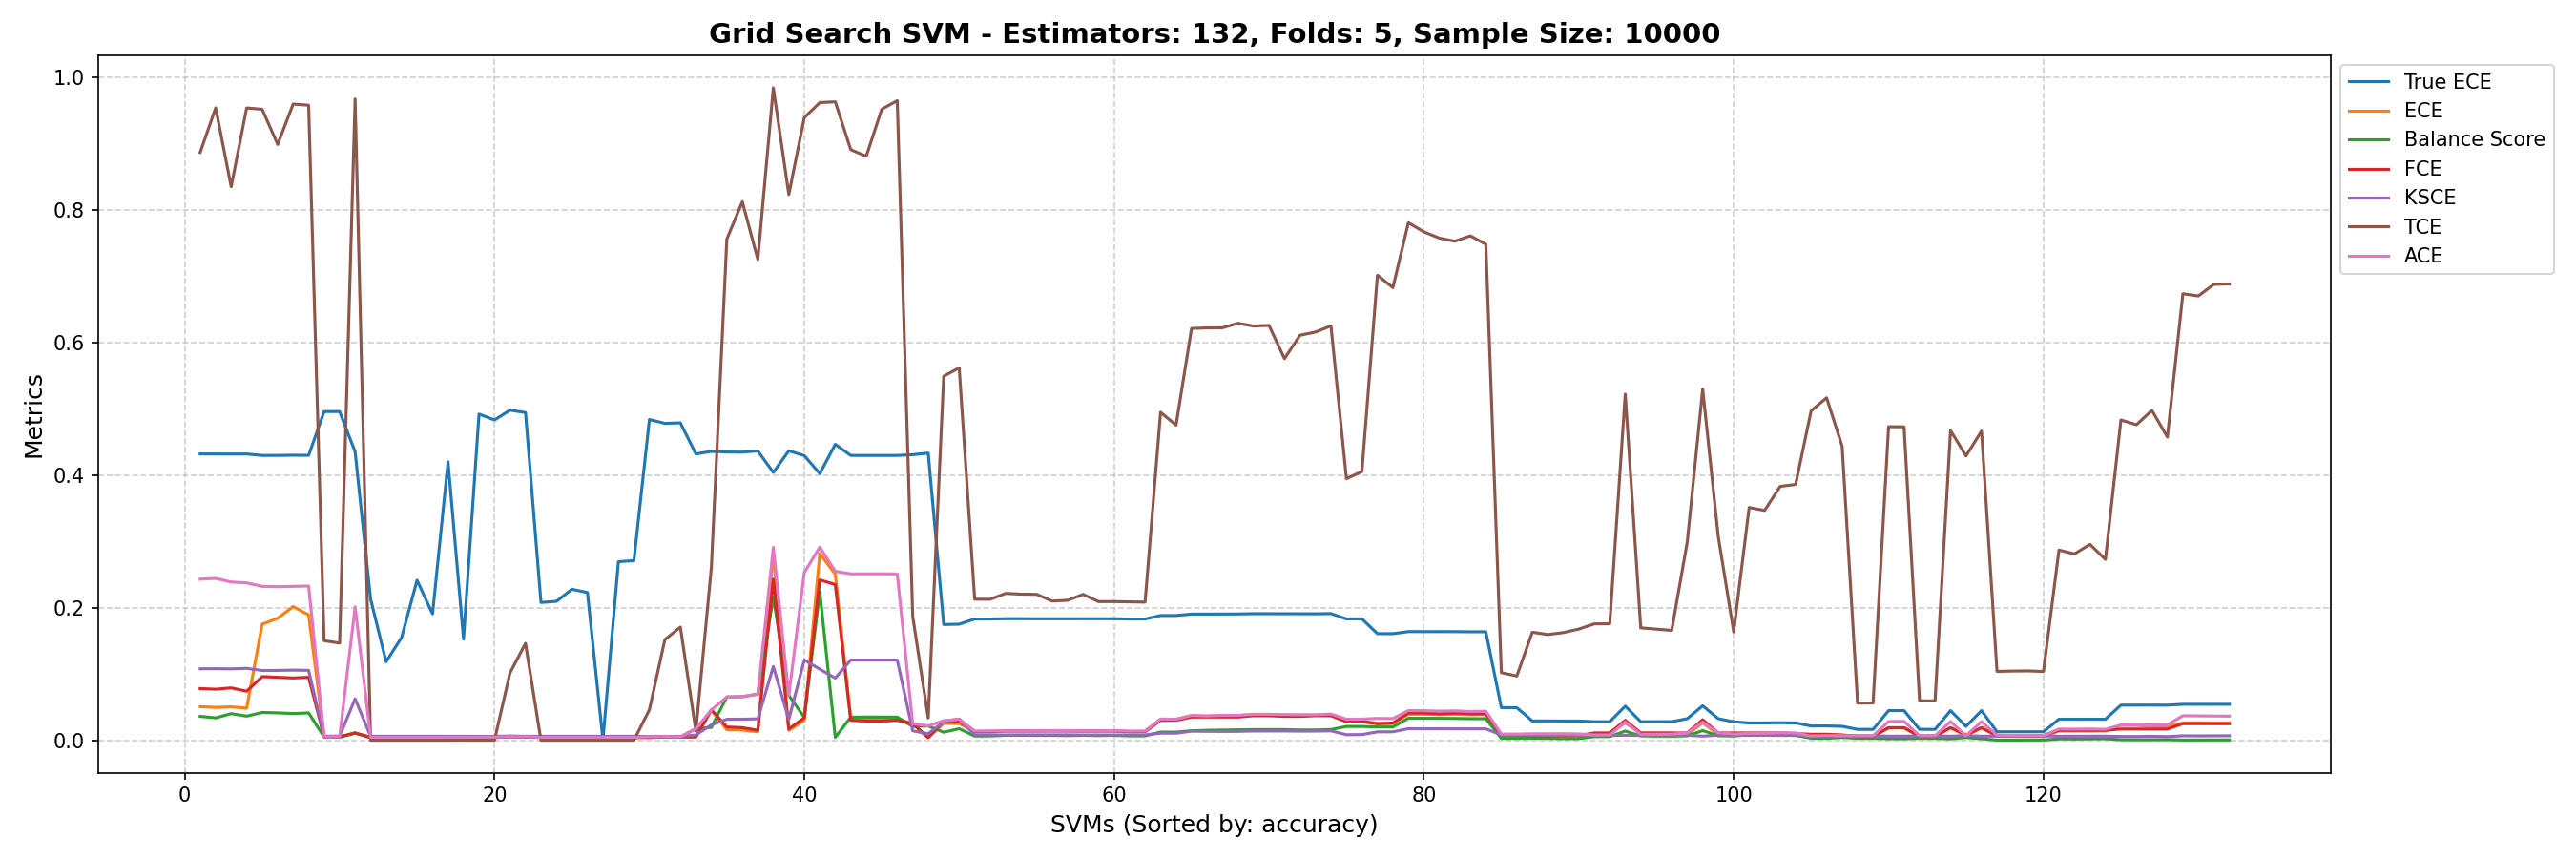 Grid Search SVM - Estimators: 132, Folds: 5, Sample Size: 10000
Metrics
1.0
0.8
0.6
0.4
0.2
0.0
0 20 40 60 80 100 120
SVMs (Sorted by: accuracy)
True ECE
ECE
Balance Score
FCE
KSCE
TCE
ACE